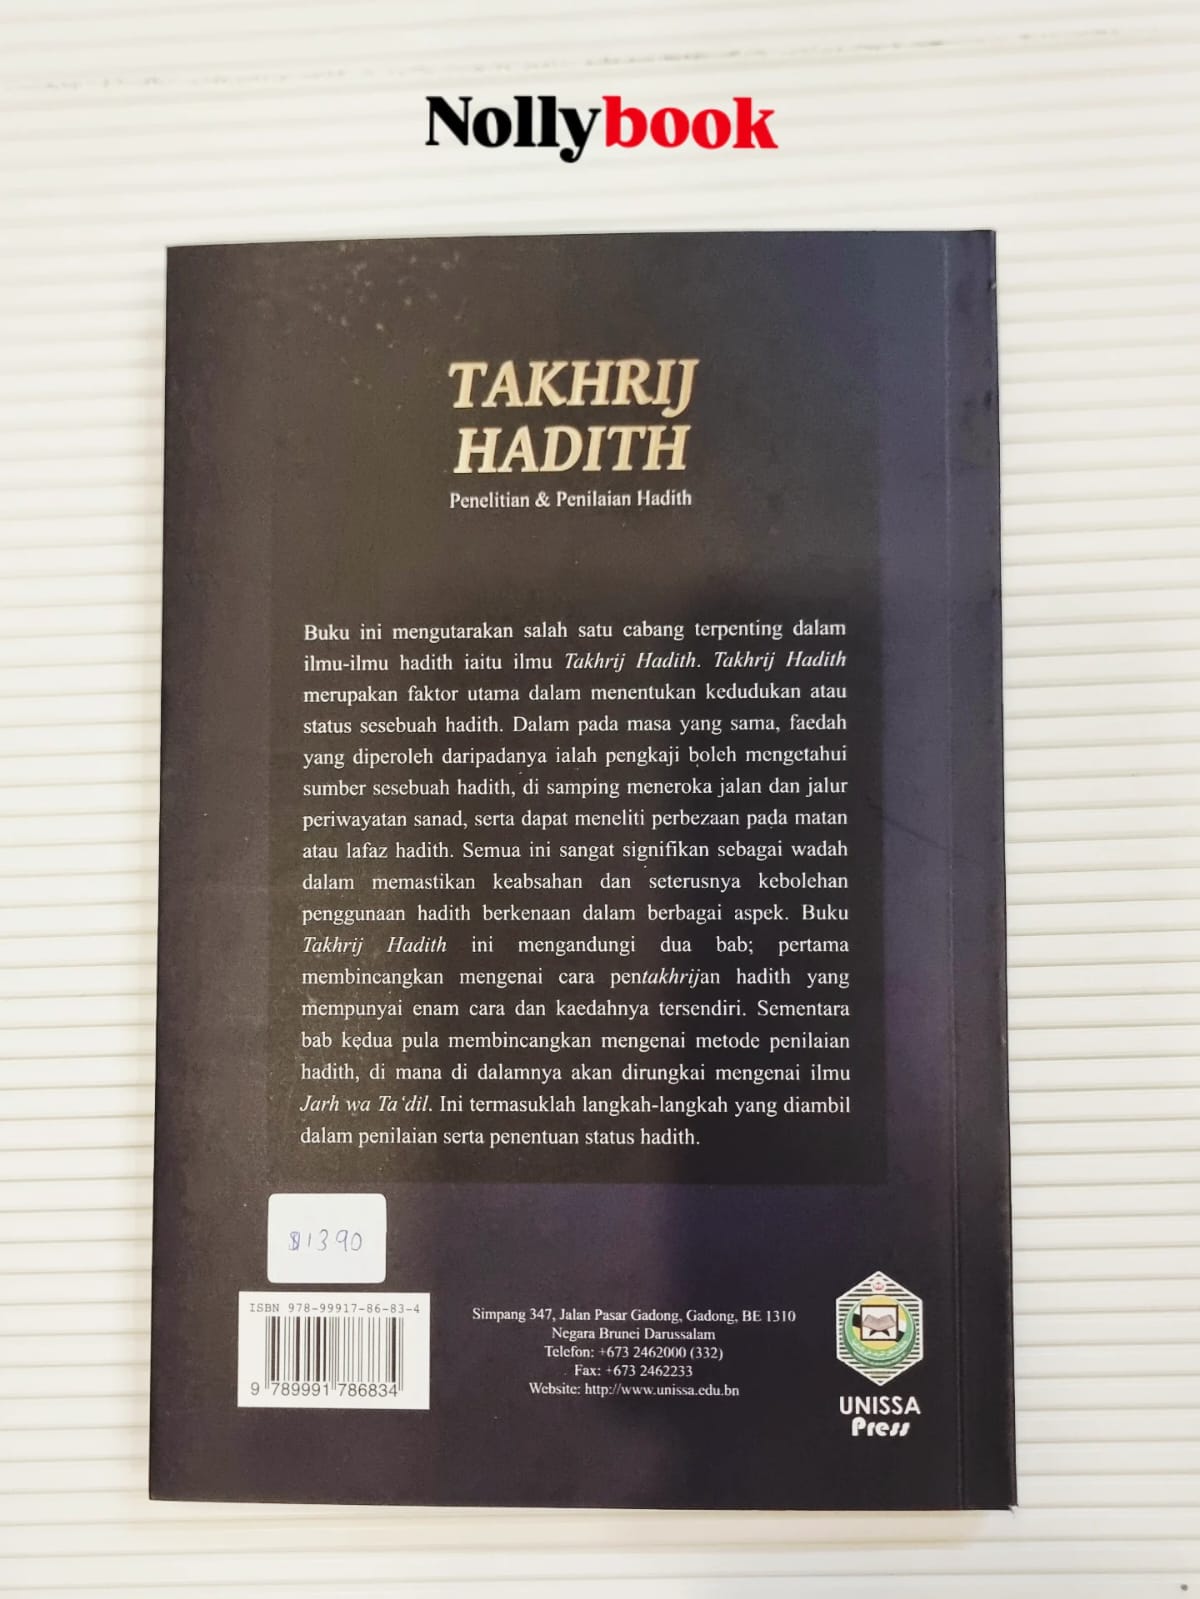 Nollybook
TAKHRIJ
HADITH
Penelitian & Penilaian Hadith
Buku ini mengutarakan salah satu cabang terpenting dalam
ilmu-ilmu hadith iaitu ilmu Takhrij Hadith. Takhrij Hadith
merupakan faktor utama dalam menentukan kedudukan atau
status sesebuah hadith. Dalam pada masa yang sama, faedah
yang diperoleh daripadanya ialah pengkaji boleh mengetahui
sumber sesebuah hadith, di samping meneroka jalan dan jalur
periwayatan sanad, serta dapat meneliti perbezaan pada matan
atau lafaz hadith. Semua ini sangat signifikan sebagai wadah
dalam memastikan keabsahan dan seterusnya kebolehan
penggunaan hadith berkenaan dalam berbagai aspek. Buku
Takhrij Hadith ini mengandungi dua bab; pertama
membincangkan mengenai cara pentakhrijan hadith yang
mempunyai enam cara dan kaedahnya tersendiri. Sementara
bab kedua pula membincangkan mengenai metode penilaian
hadith, di mana di dalamnya akan dirungkai mengenai ilmu
Jarh wa Ta‘dil. Ini termasuklah langkah-langkah yang diambil
dalam penilaian serta penentuan status hadith.
$1390
ISBN 978-99917-86-83-4
9 789991 786834
Simpang 347, Jalan Pasar Gadong, Gadong, BE 1310
Negara Brunei Darussalam
Telefon: +673 2462000 (332)
Fax: +673 2462233
Website: http://www.unissa.edu.bn
UNISSA
Press